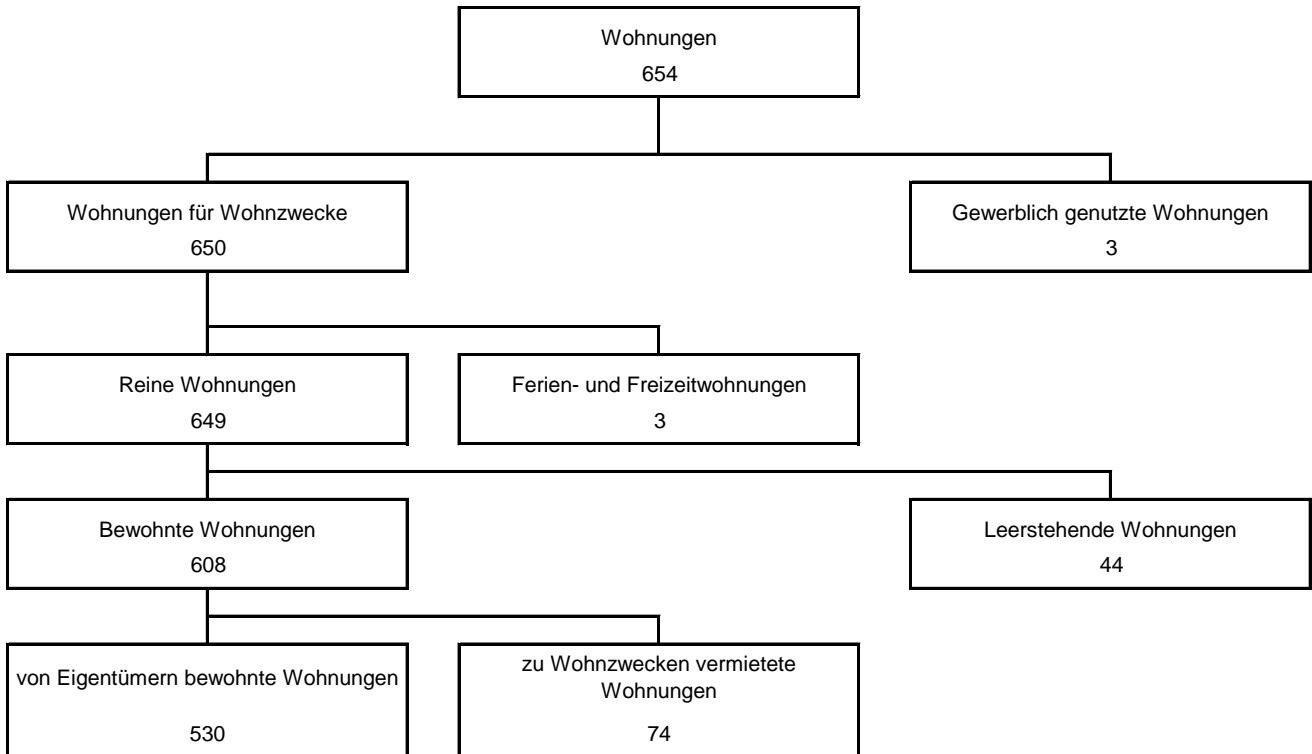 Wohnungen
654
Wohnungen für Wohnzwecke
650
Gewerblich genutzte Wohnungen
3
Reine Wohnungen
649
Ferien- und Freizeitwohnungen
3
Bewohnte Wohnungen
608
Leerstehende Wohnungen
44
von Eigentümern bewohnte Wohnungen
530
zu Wohnzwecken vermietete
Wohnungen
74